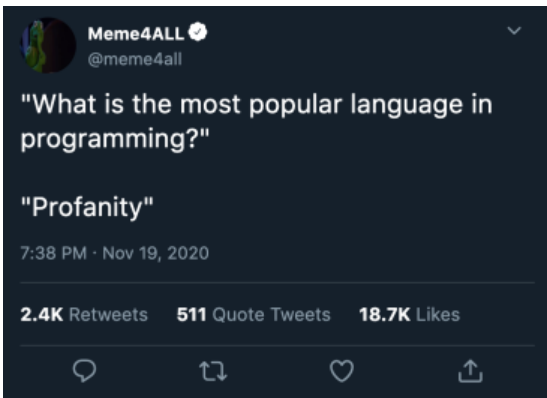 Meme4ALL
@meme4all
"What is the most popular language in
programming?"
"Profanity"
7:38 PM · Nov 19, 2020
2.4K Retweets 511 Quote Tweets 18.7K Likes